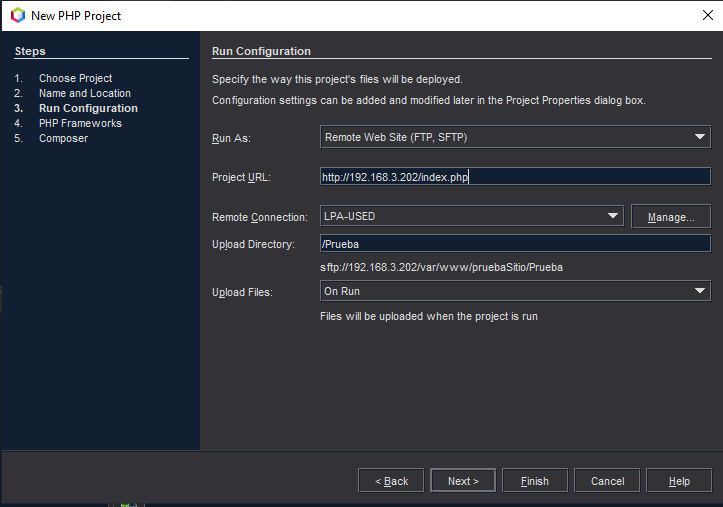 New PHP Project
Steps
1. Choose Project
2. Name and Location
3. Run Configuration
4. PHP Frameworks
5. Composer
Run Configuration
Specify the way this project's files will be deployed.
Configuration settings can be added and modified later in the Project Properties dialog box.
Run As: Remote Web Site (FTP, SFTP)
Project URL: http://192.168.3.202/index.php
Remote Connection: LPA-USED Manage...
Upload Directory: /Prueba
sftp://192.168.3.202/var/www/pruebaSitio/Prueba
Upload Files: On Run
Files will be uploaded when the project is run
< Back Next > Finish Cancel Help